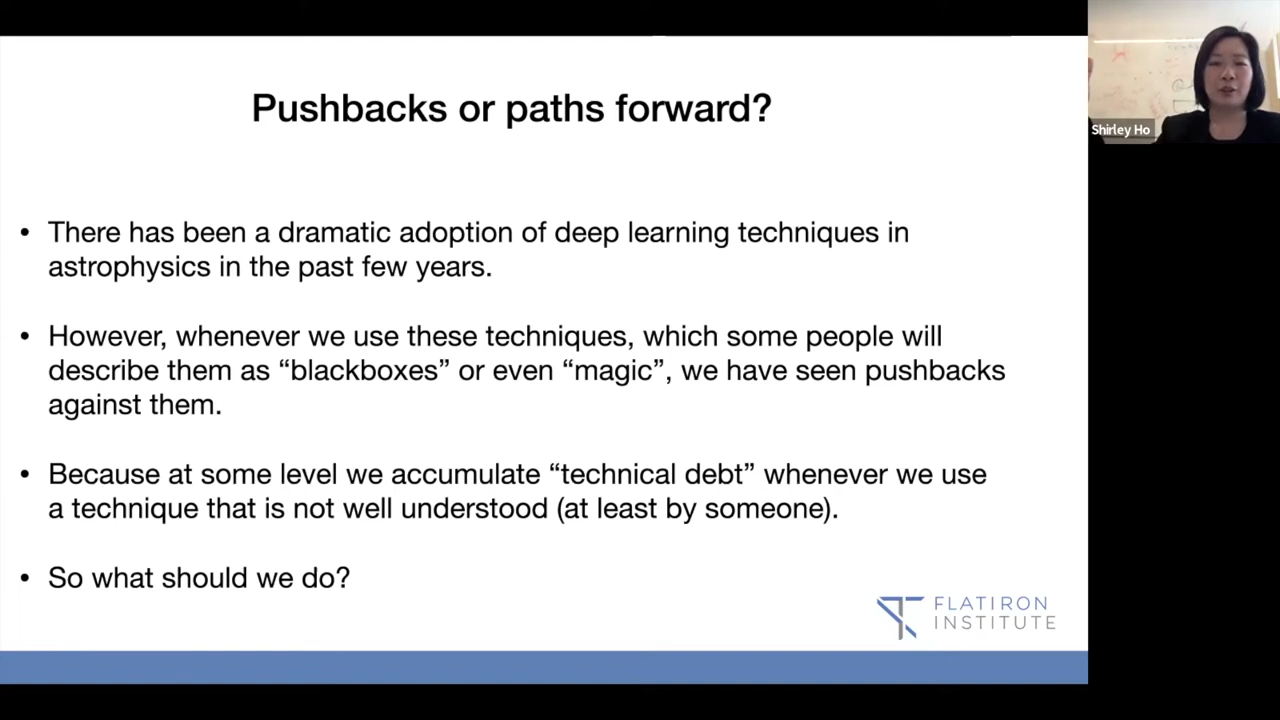 Pushbacks or paths forward?
• There has been a dramatic adoption of deep learning techniques in
astrophysics in the past few years.
• However, whenever we use these techniques, which some people will
describe them as “blackboxes” or even “magic”, we have seen pushbacks
against them.
• Because at some level we accumulate “technical debt” whenever we use
a technique that is not well understood (at least by someone).
• So what should we do?
FLATIRON
INSTITUTE
Shirley Ho